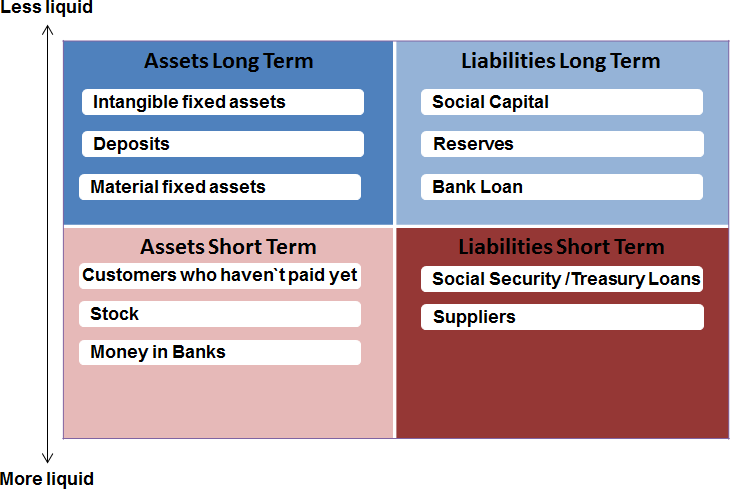 Less liquid
Assets Long Term
Intangible fixed assets
Deposits
Material fixed assets
Liabilities Long Term
Social Capital
Reserves
Bank Loan
Assets Short Term
Customers who haven`t paid yet
Stock
Money in Banks
Liabilities Short Term
Social Security /Treasury Loans
Suppliers
More liquid